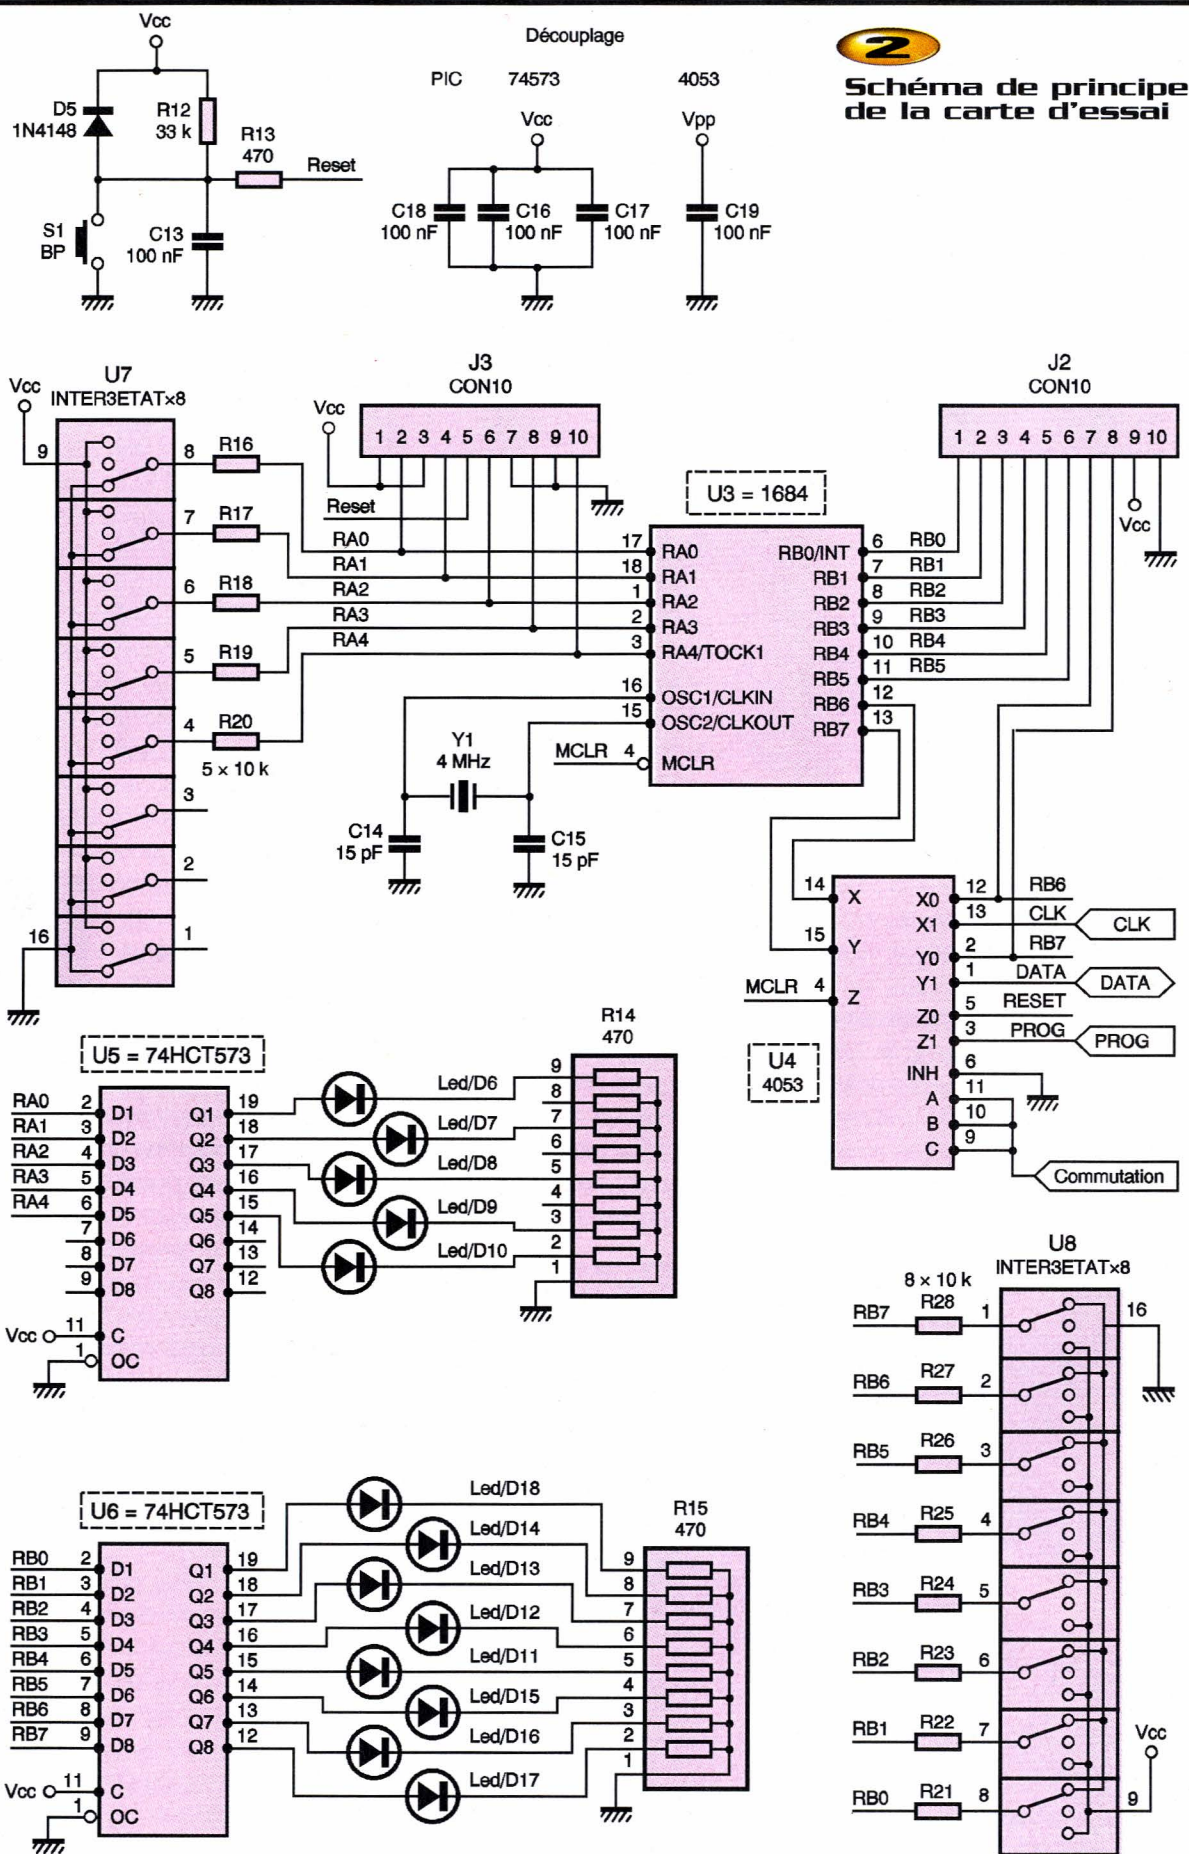 Vcc
D5
1N4148
R12
33 k
R13
470
Reset
S1
BP
C13
100 nF
Découplage
PIC 74573 4053
Vcc
Vpp
C18
100 nF
C16
100 nF
C17
100 nF
C19
100 nF
2
Schéma de principe
de la carte d'essai
U7
INTER3ETAT×8
Vcc
9
16
8
7
6
5
4
3
2
1
R16
R17
R18
R19
R20
5 × 10 k
J3
CON10
Vcc
1 2 3 4 5 6 7 8 9 10
Reset
RA0
RA1
RA2
RA3
RA4
U3 = 1684
17 RA0
18 RA1
1 RA2
2 RA3
3 RA4/TOCK1
16 OSC1/CLKIN
15 OSC2/CLKOUT
MCLR 4 MCLR
RB0/INT 6 RB0
RB1 7 RB1
RB2 8 RB2
RB3 9 RB3
RB4 10 RB4
RB5 11 RB5
RB6 12
RB7 13
Y1
4 MHz
C14
15 pF
C15
15 pF
J2
CON10
1 2 3 4 5 6 7 8 9 10
Vcc
14 X
15 Y
MCLR 4 Z
U4
4053
X0 12 RB6
X1 13 CLK CLK
Y0 2 RB7
Y1 1 DATA DATA
Z0 5 RESET
Z1 3 PROG PROG
INH 6
A 11
B 10
C 9
Commutation
U5 = 74HCT573
RA0 2 D1 Q1 19
RA1 3 D2 Q2 18
RA2 4 D3 Q3 17
RA3 5 D4 Q4 16
RA4 6 D5 Q5 15
7 D6 Q6 14
8 D7 Q7 13
9 D8 Q8 12
Vcc 11 C
1 OC
Led/D6
Led/D7
Led/D8
Led/D9
Led/D10
R14
470
9
8
7
6
5
4
3
2
1
U6 = 74HCT573
RB0 2 D1 Q1 19
RB1 3 D2 Q2 18
RB2 4 D3 Q3 17
RB3 5 D4 Q4 16
RB4 6 D5 Q5 15
RB5 7 D6 Q6 14
RB6 8 D7 Q7 13
RB7 9 D8 Q8 12
Vcc 11 C
1 OC
Led/D18
Led/D14
Led/D13
Led/D12
Led/D11
Led/D15
Led/D16
Led/D17
R15
470
9
8
7
6
5
4
3
2
1
U8
INTER3ETAT×8
8 × 10 k
RB7 R28 1
RB6 R27 2
RB5 R26 3
RB4 R25 4
RB3 R24 5
RB2 R23 6
RB1 R22 7
RB0 R21 8
16
Vcc
9